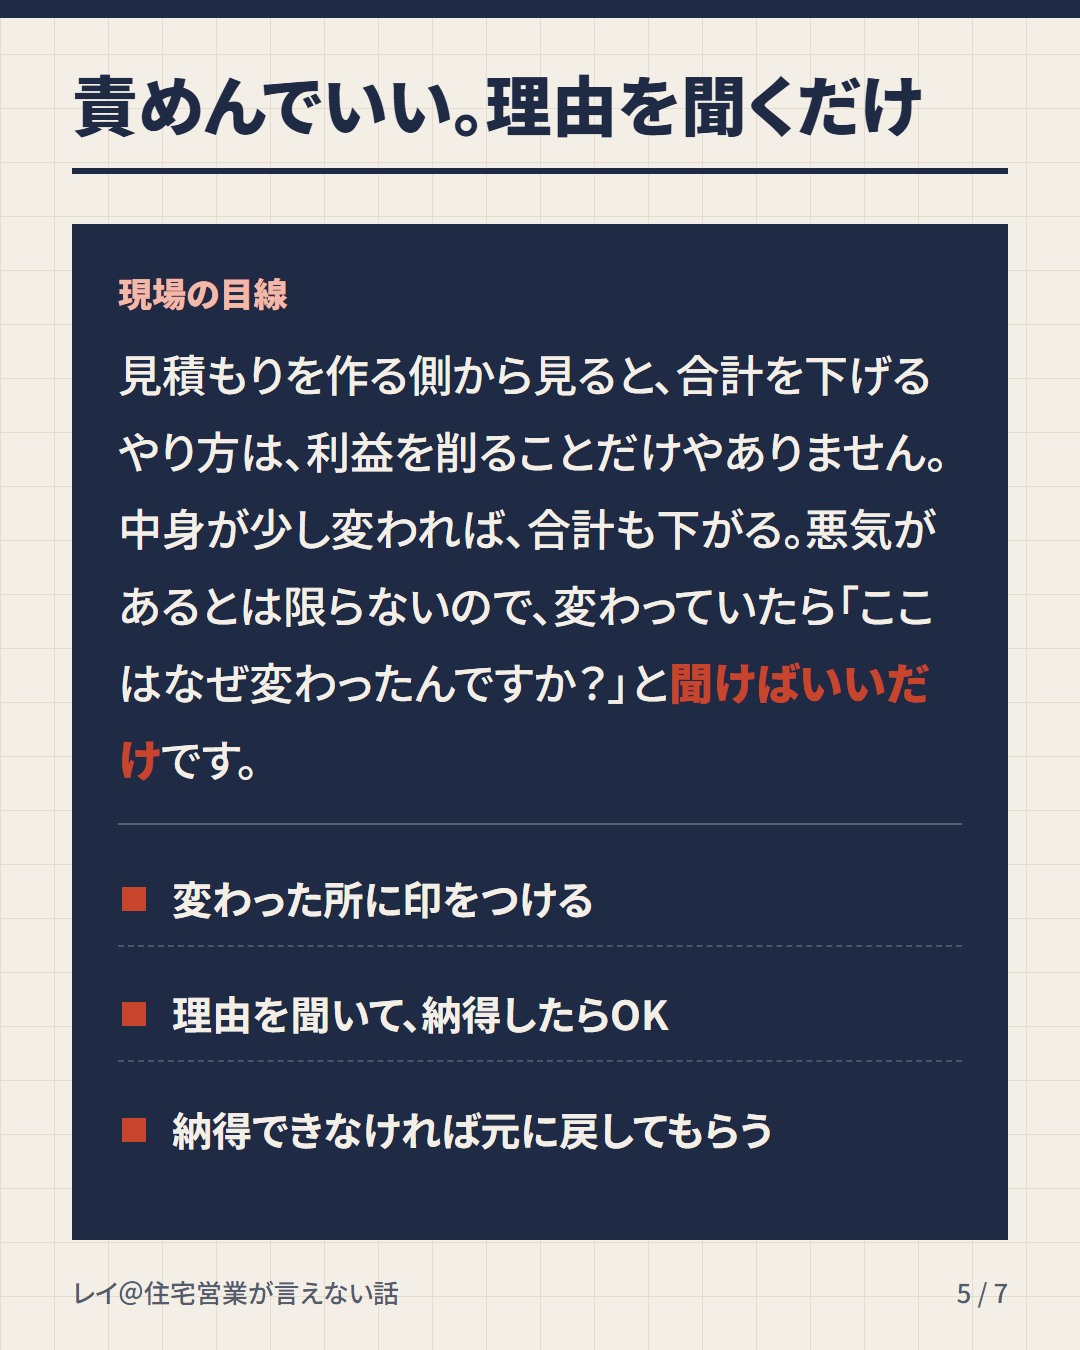 責めんでいい。理由を聞くだけ
現場の目線
見積もりを作る側から見ると、合計を下げる
やり方は、利益を削ることだけやありません。
中身が少し変われば、合計も下がる。悪気が
あるとは限らないので、変わっていたら「ここ
はなぜ変わったんですか？」と聞けばいいだ
けです。
変わった所に印をつける
理由を聞いて、納得したらOK
納得できなければ元に戻してもらう
レイ@住宅営業が言えない話
5 / 7